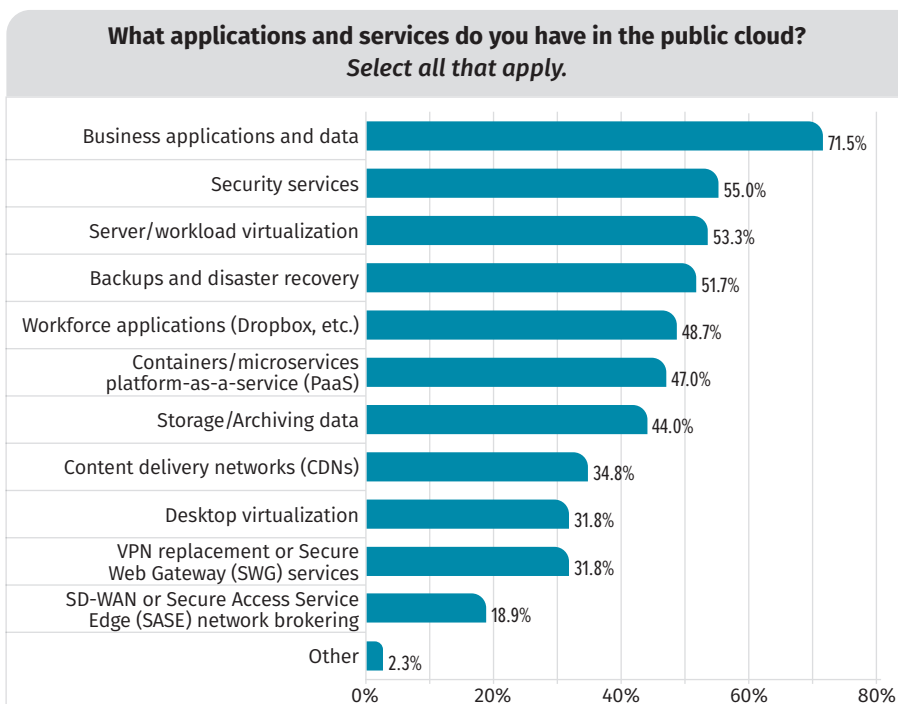 What applications and services do you have in the public cloud?
Select all that apply.
Business applications and data
71.5%
Security services
55.0%
Server/workload virtualization
53.3%
Backups and disaster recovery
51.7%
Workforce applications (Dropbox, etc.)
48.7%
Containers/microservices
platform-as-a-service (PaaS)
47.0%
Storage/Archiving data
44.0%
Content delivery networks (CDNs)
34.8%
Desktop virtualization
31.8%
VPN replacement or Secure
Web Gateway (SWG) services
31.8%
SD-WAN or Secure Access Service
Edge (SASE) network brokering
18.9%
Other
2.3%
0% 20% 40% 60% 80%